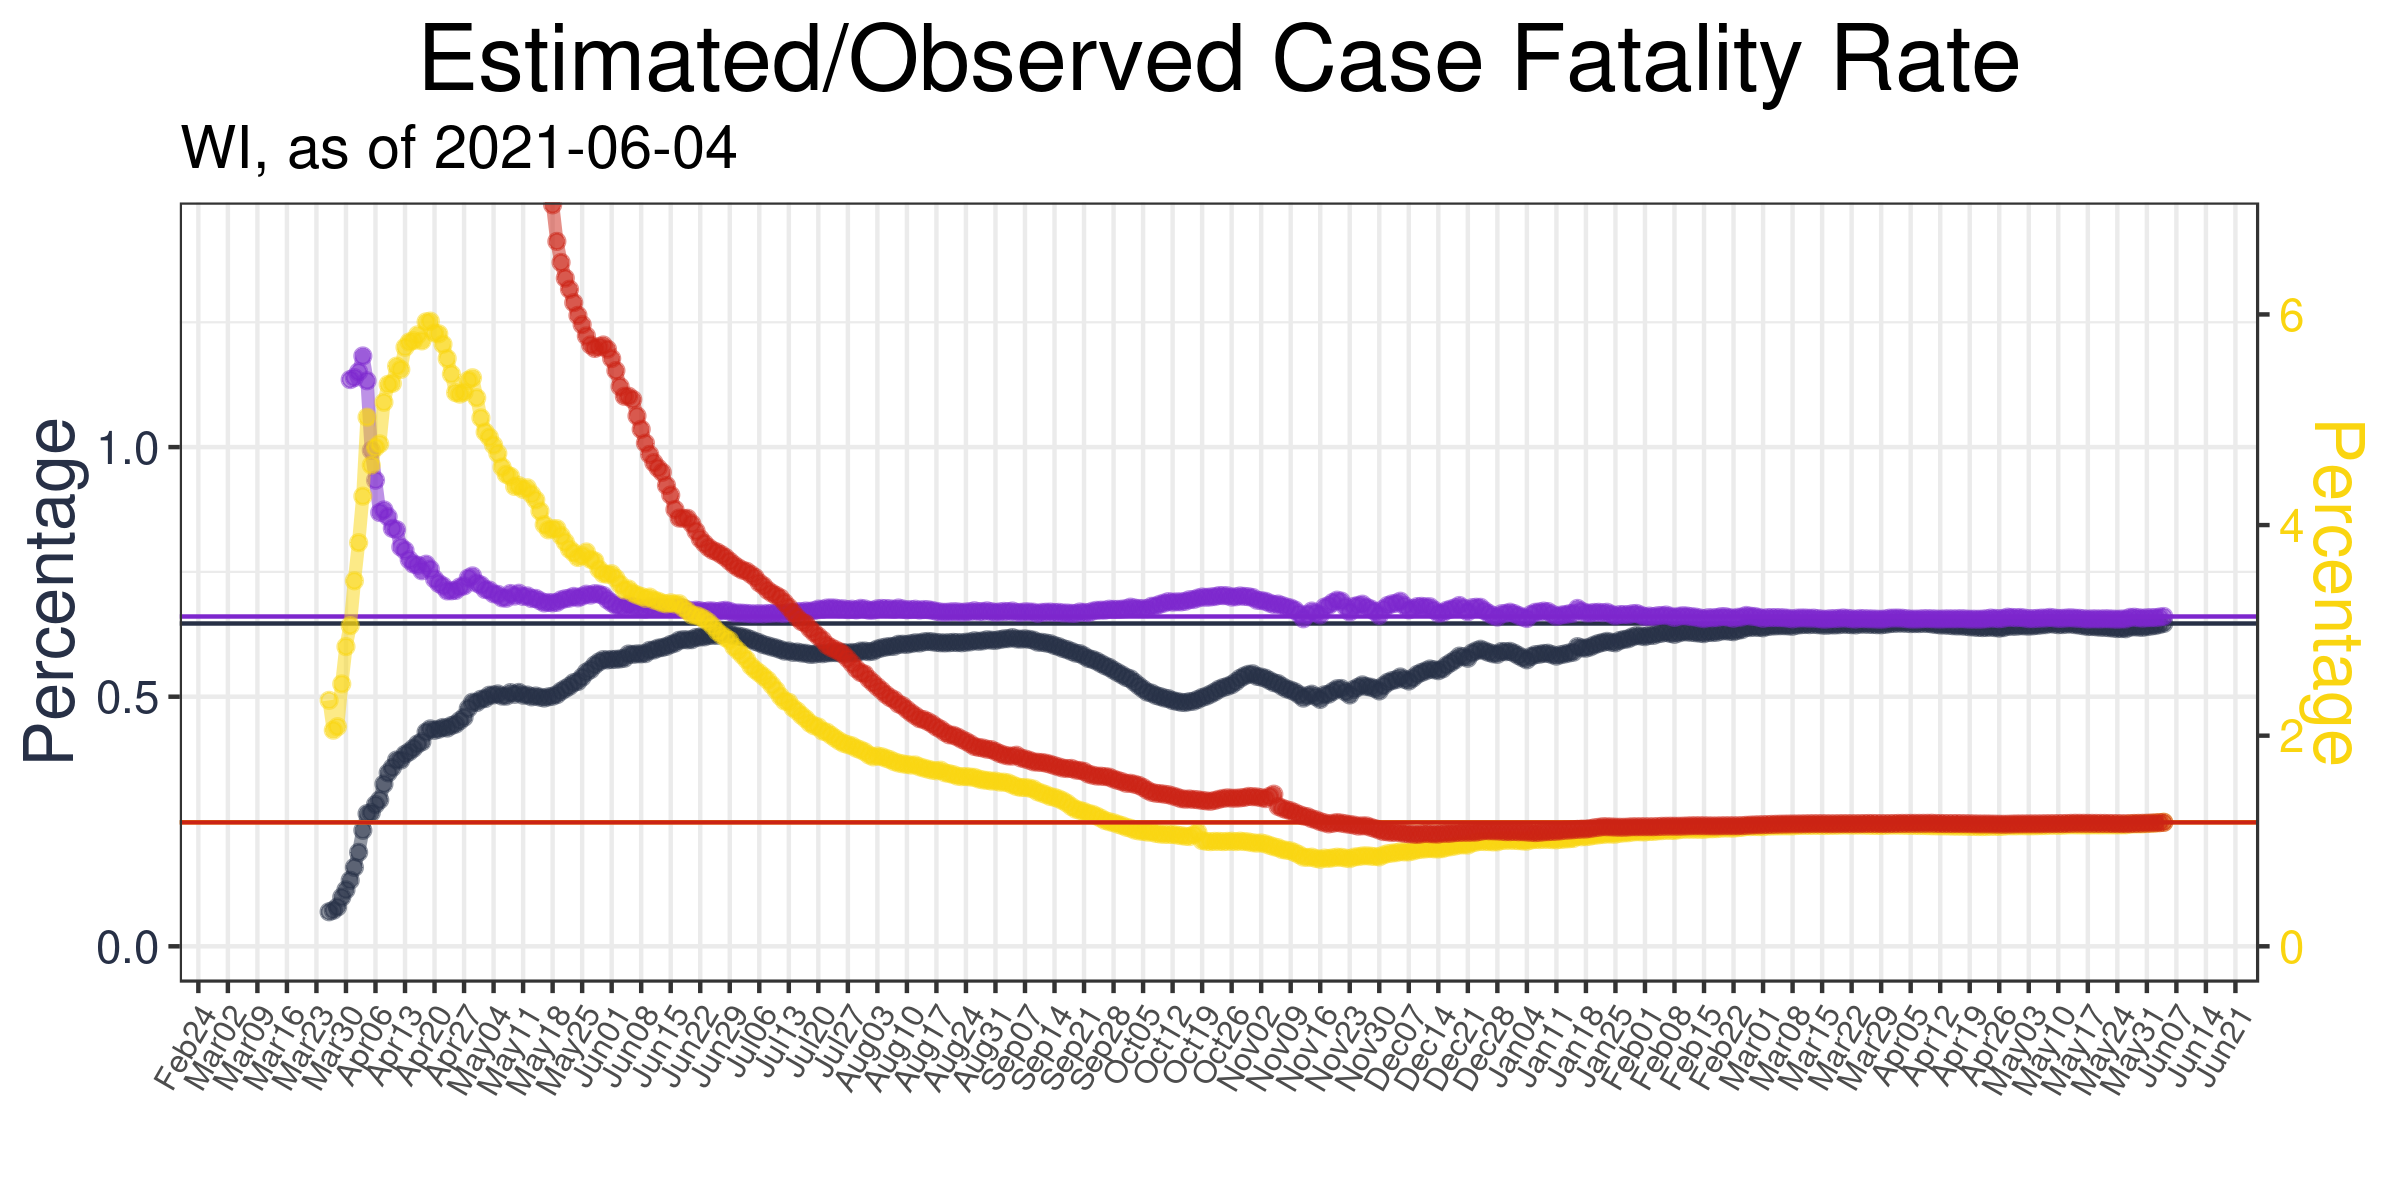 Estimated/Observed Case Fatality Rate
WI, as of 2021-06-04
Percentage
1.0
0.5
0.0
6
4
2
0
Percentage
Feb24
Mar02
Mar09
Mar16
Mar23
Mar30
Apr06
Apr13
Apr20
Apr27
May04
May11
May18
May25
Jun01
Jun08
Jun15
Jun22
Jun29
Jul06
Jul13
Jul20
Jul27
Aug03
Aug10
Aug17
Aug24
Aug31
Sep07
Sep14
Sep21
Sep28
Oct05
Oct12
Oct19
Oct26
Nov02
Nov09
Nov16
Nov23
Nov30
Dec07
Dec14
Dec21
Dec28
Jan04
Jan11
Jan18
Jan25
Feb01
Feb08
Feb15
Feb22
Mar01
Mar08
Mar15
Mar22
Mar29
Apr05
Apr12
Apr19
Apr26
May03
May10
May17
May24
May31
Jun07
Jun14
Jun21